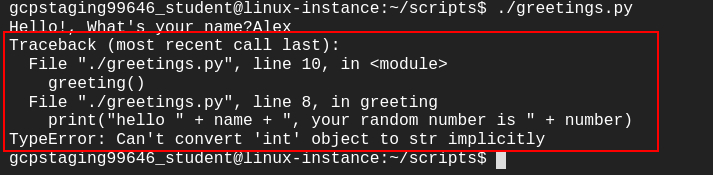 gcpstaging99646_student@linux-instance:~/scripts$ ./greetings.py
Hello!, What's your name?Alex
Traceback (most recent call last):
  File "./greetings.py", line 10, in <module>
    greeting()
  File "./greetings.py", line 8, in greeting
    print("hello " + name + ", your random number is " + number)
TypeError: Can't convert 'int' object to str implicitly
gcpstaging99646_student@linux-instance:~/scripts$